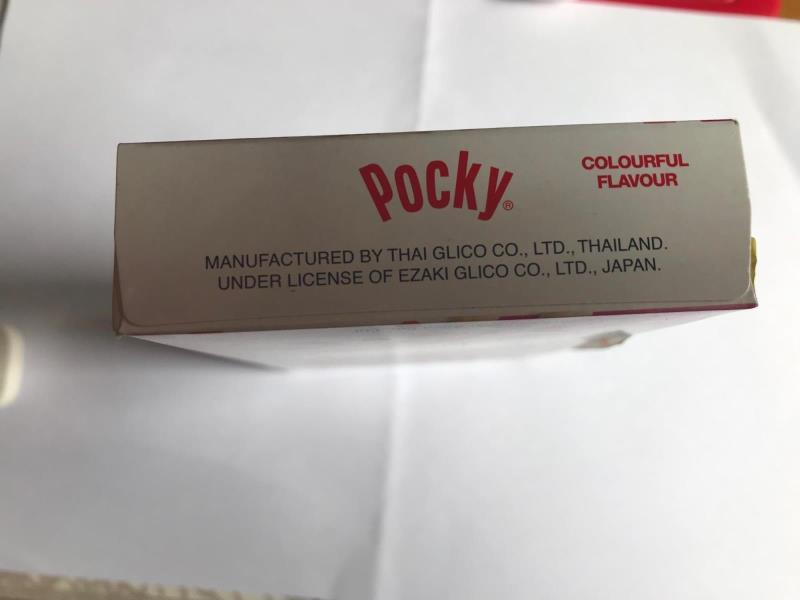 Pocky®
COLOURFUL
FLAVOUR
MANUFACTURED BY THAI GLICO CO., LTD., THAILAND.
UNDER LICENSE OF EZAKI GLICO CO., LTD., JAPAN.